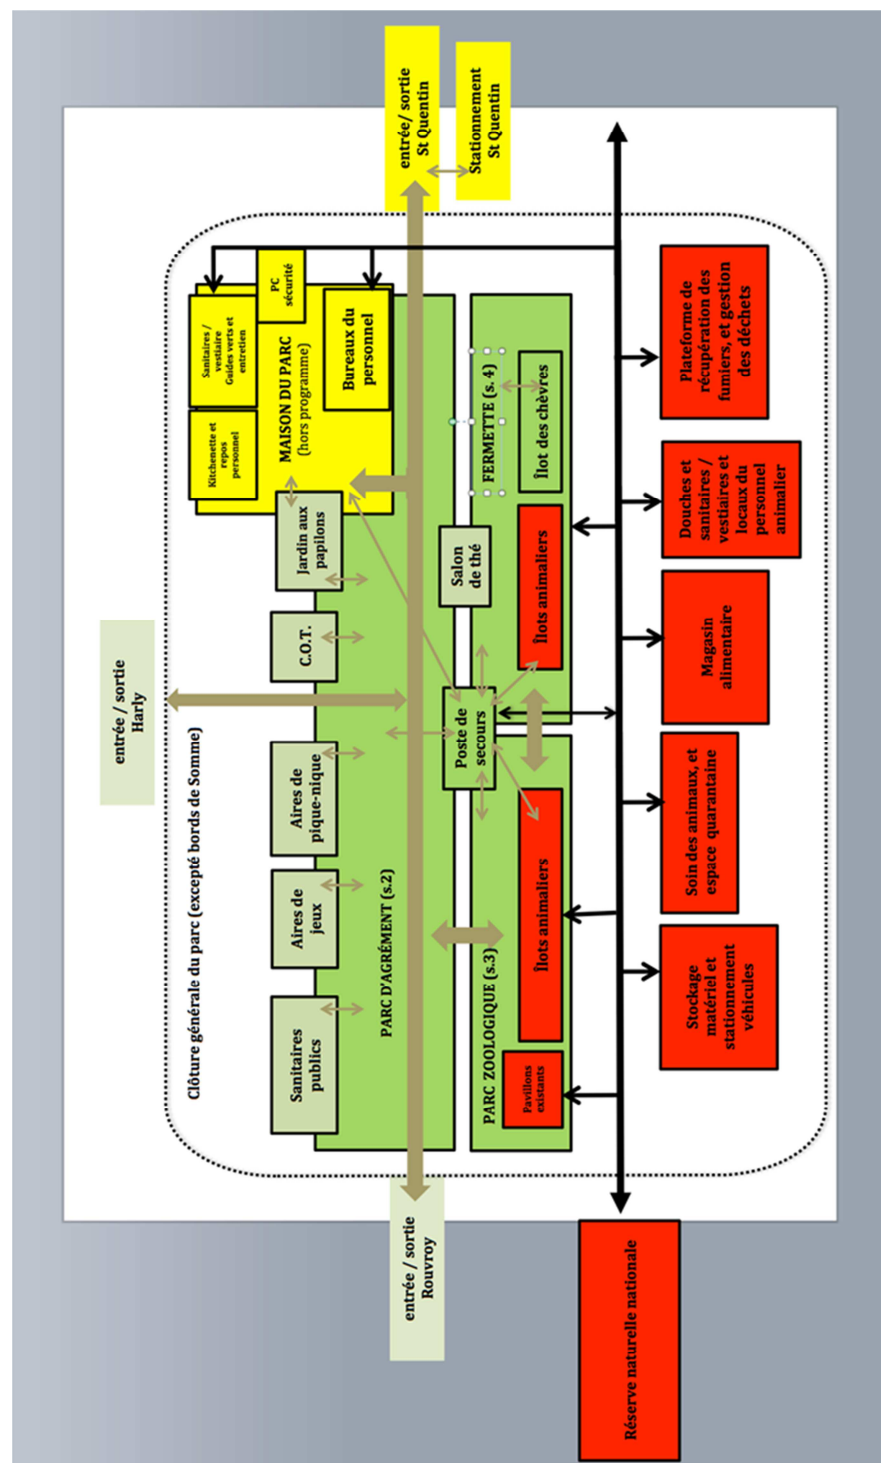 entrée / sortie
Harly
Clôture générale du parc (excepté bords de Somme)
Sanitaires
publics
Aires de
jeux
Aires de
pique-nique
C.O.T.
Jardin aux
papilons
Kitchenette et
repos
personnel
Sanitaires /
vestiaire
Guides verts et
entretien
PC
sécurité
MAISON DU PARC
(hors programme)
Bureaux du
personnel
PARC D'AGRÉMENT (s.2)
entrée / sortie
Rouvroy
entrée/ sortie
St Quentin
Stationnement
St Quentin
PARC ZOOLOGIQUE (s.3)
Pavillons
existants
Îlots animaliers
Poste de
secours
Salon
de thé
FERMETTE (s. 4)
Îlots animaliers
Îlot des chèvres
Réserve naturelle nationale
Stockage
matériel et
stationnement
véhicules
Soin des animaux, et
espace quarantaine
Magasin
alimentaire
Douches et
sanitaires /
vestiaires et
locaux du
personnel
animalier
Plateforme de
récupération des
fumiers, et gestion
des déchets